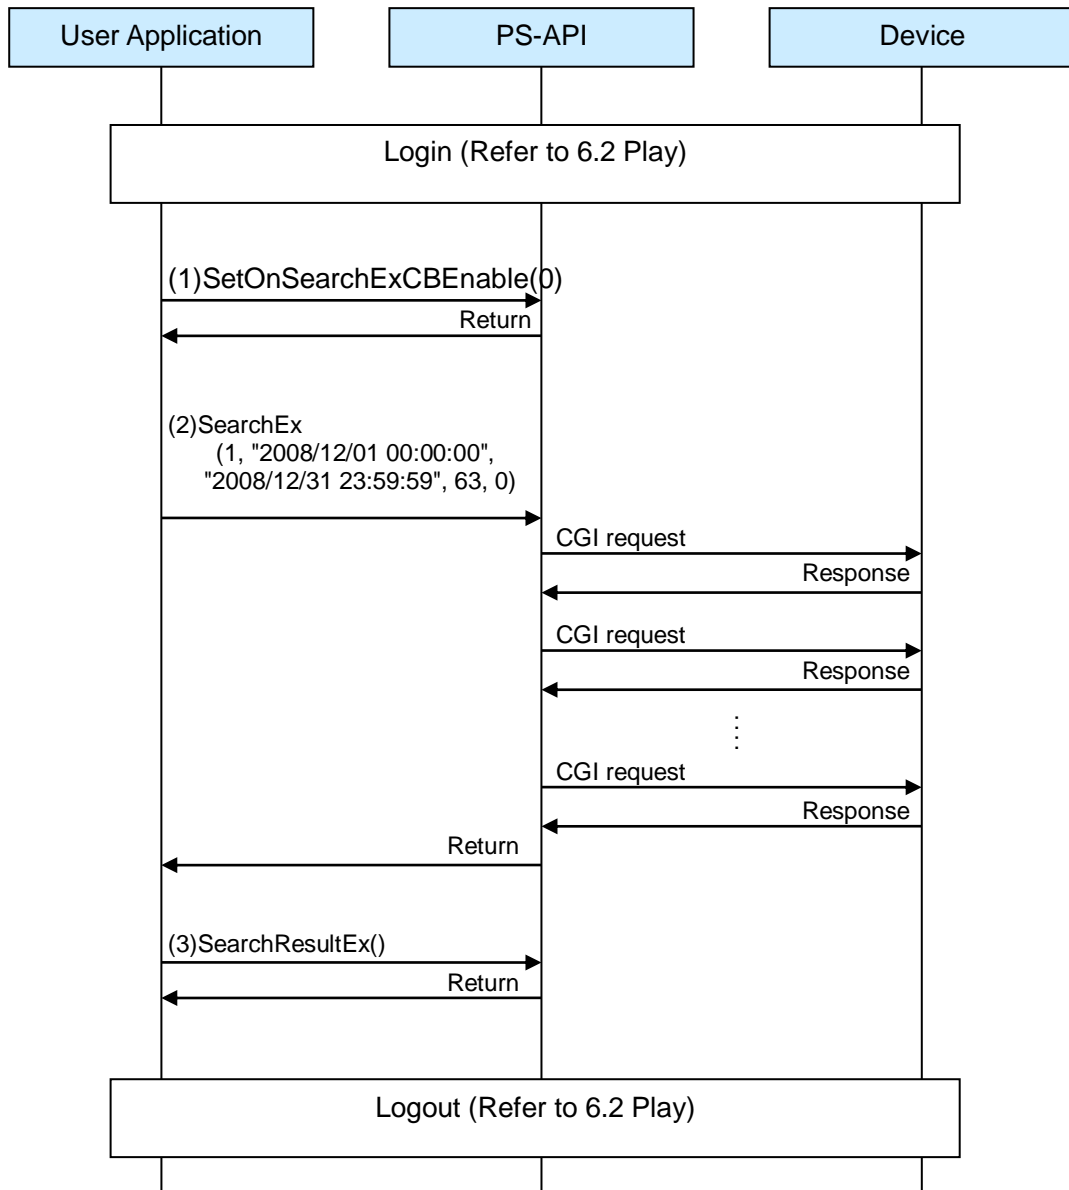 User Application
PS-API
Device
Login (Refer to 6.2 Play)
(1)SetOnSearchExCBEnable(0)
Return
(2)SearchEx
(1, "2008/12/01 00:00:00",
"2008/12/31 23:59:59", 63, 0)
CGI request
Response
CGI request
Response
CGI request
Response
Return
(3)SearchResultEx()
Return
Logout (Refer to 6.2 Play)